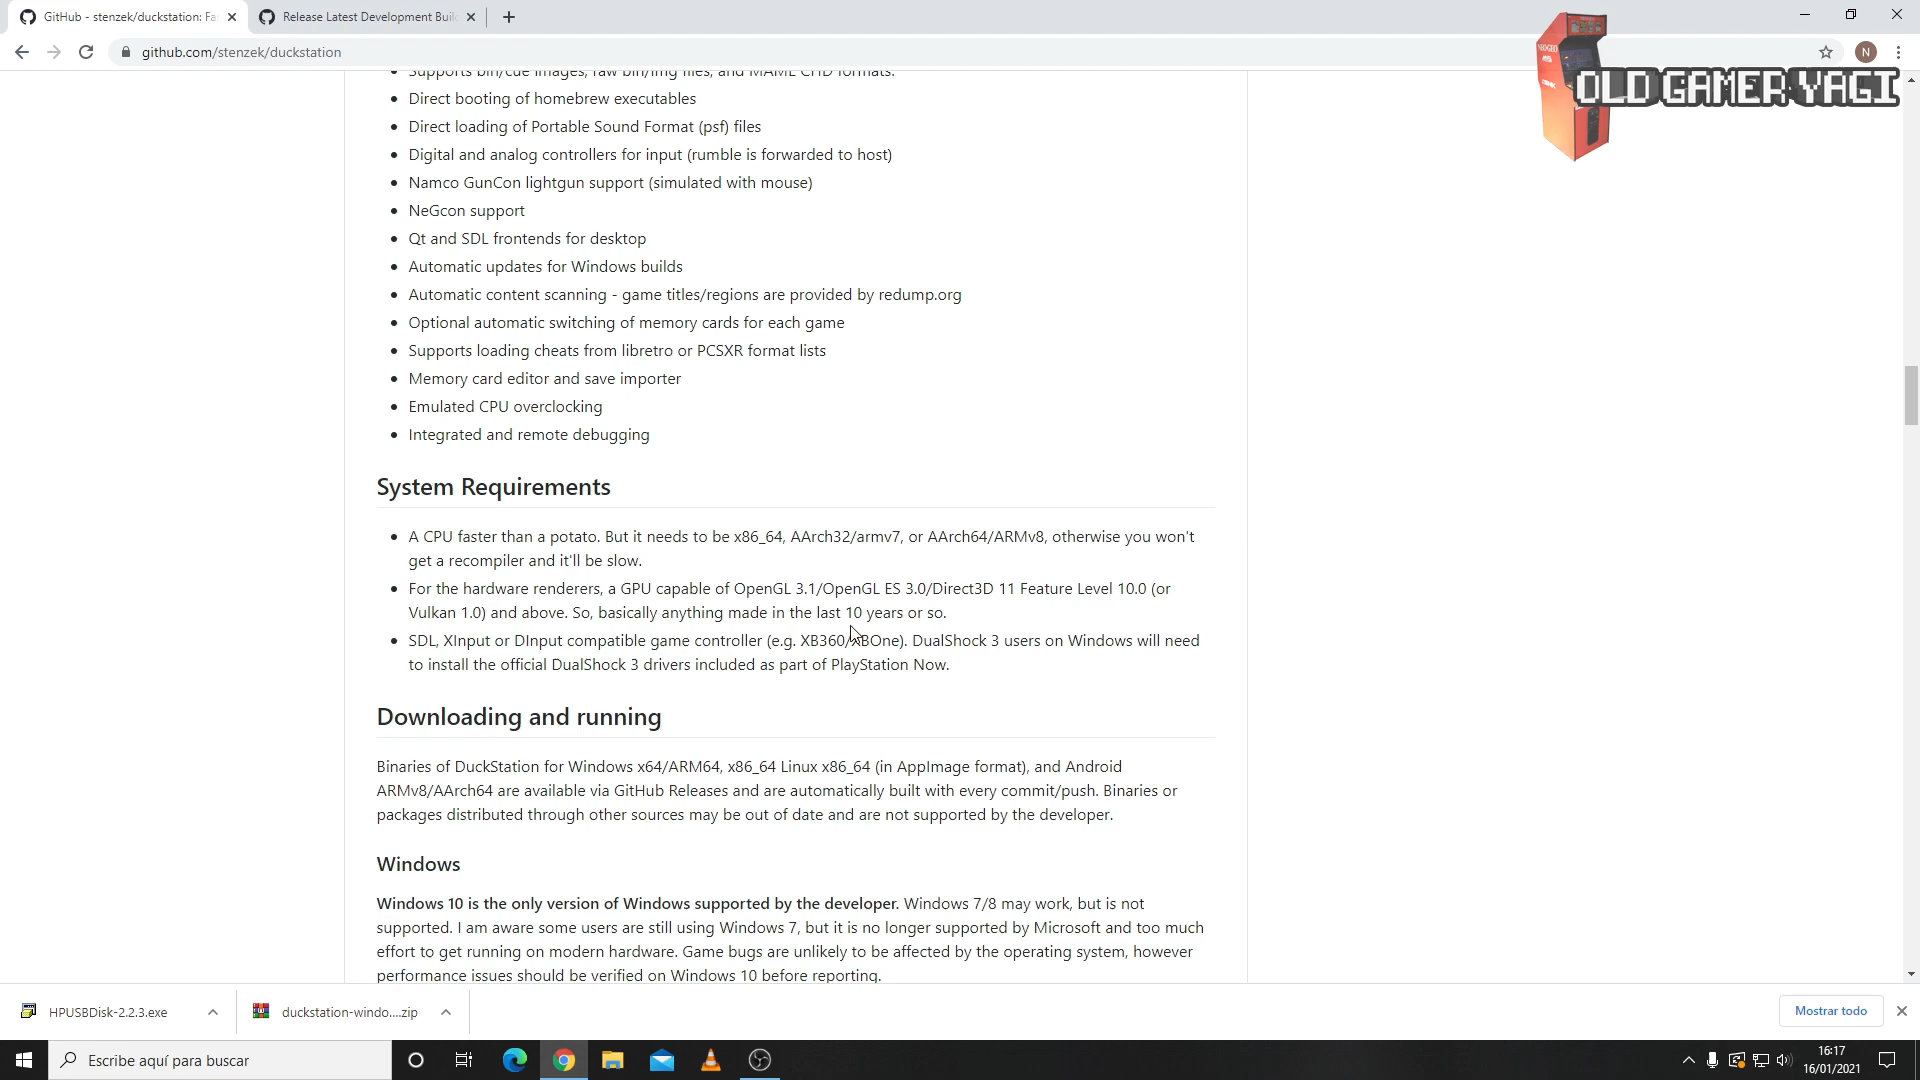 GitHub - stenzek/duckstation: Fa
Release Latest Development Buil
github.com/stenzek/duckstation
N
NEOGEO
OLD GAMER YAGI
Supports bin/cue images, raw bin/img files, and MAME CHD formats.
Direct booting of homebrew executables
Direct loading of Portable Sound Format (psf) files
Digital and analog controllers for input (rumble is forwarded to host)
Namco GunCon lightgun support (simulated with mouse)
NeGcon support
Qt and SDL frontends for desktop
Automatic updates for Windows builds
Automatic content scanning - game titles/regions are provided by redump.org
Optional automatic switching of memory cards for each game
Supports loading cheats from libretro or PCSXR format lists
Memory card editor and save importer
Emulated CPU overclocking
Integrated and remote debugging
System Requirements
A CPU faster than a potato. But it needs to be x86_64, AArch32/armv7, or AArch64/ARMv8, otherwise you won't
get a recompiler and it'll be slow.
For the hardware renderers, a GPU capable of OpenGL 3.1/OpenGL ES 3.0/Direct3D 11 Feature Level 10.0 (or
Vulkan 1.0) and above. So, basically anything made in the last 10 years or so.
SDL, XInput or DInput compatible game controller (e.g. XB360/XBOne). DualShock 3 users on Windows will need
to install the official DualShock 3 drivers included as part of PlayStation Now.
Downloading and running
Binaries of DuckStation for Windows x64/ARM64, x86_64 Linux x86_64 (in AppImage format), and Android
ARMv8/AArch64 are available via GitHub Releases and are automatically built with every commit/push. Binaries or
packages distributed through other sources may be out of date and are not supported by the developer.
Windows
Windows 10 is the only version of Windows supported by the developer. Windows 7/8 may work, but is not
supported. I am aware some users are still using Windows 7, but it is no longer supported by Microsoft and too much
effort to get running on modern hardware. Game bugs are unlikely to be affected by the operating system, however
performance issues should be verified on Windows 10 before reporting.
HPUSBDisk-2.2.3.exe
duckstation-windo....zip
Mostrar todo
Escribe aquí para buscar
16:17
16/01/2021